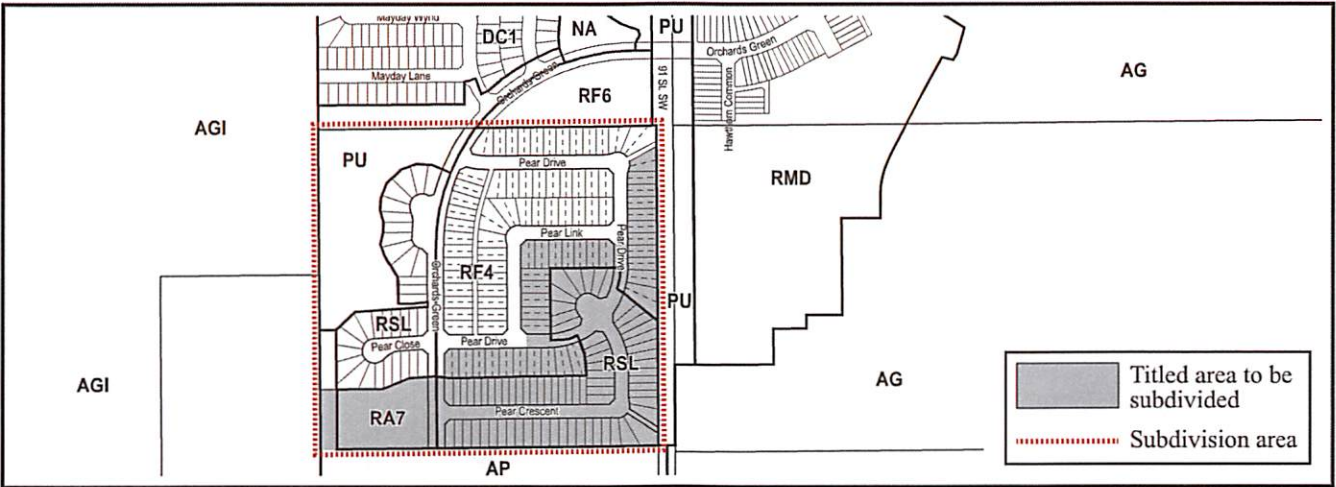 Mayday Wynd
DC1
NA
PU
Orchards Green
Mayday Lane
Orchards Green
91 St. SW
Hawthorn Common
AG
RF6
AGI
PU
Pear Drive
RMD
Pear Link
Pear Drive
RF4
Orchards Green
PU
RSL
Pear Close
Pear Drive
RSL
AGI
AG
RA7
Pear Crescent
AP
Titled area to be
subdivided
Subdivision area